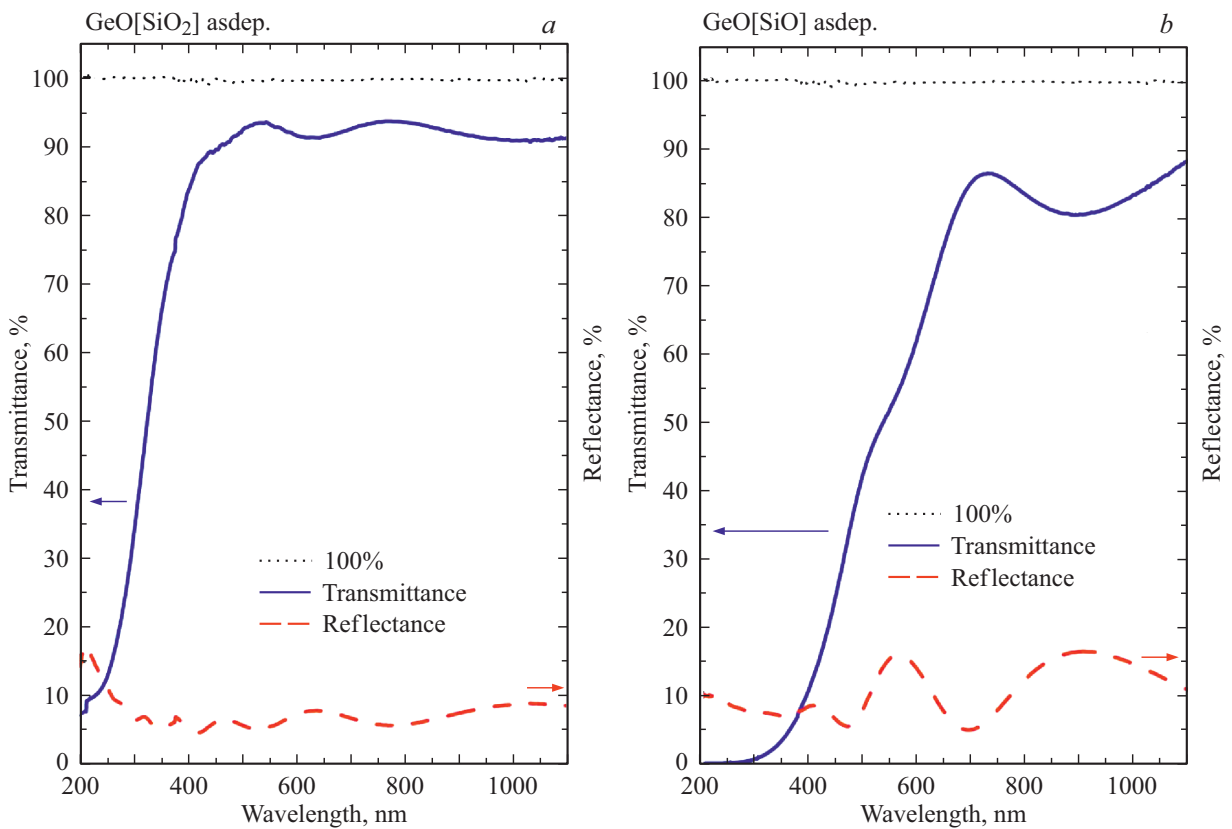 GeO[SiO₂] asdep.
a
100
90
80
70
60
50
40
30
20
10
0
200
400
600
800
1000
Transmittance, %
Reflectance, %
Wavelength, nm
100%
Transmittance
Reflectance
GeO[SiO] asdep.
b
100
90
80
70
60
50
40
30
20
10
0
200
400
600
800
1000
Transmittance, %
Reflectance, %
Wavelength, nm
100%
Transmittance
Reflectance